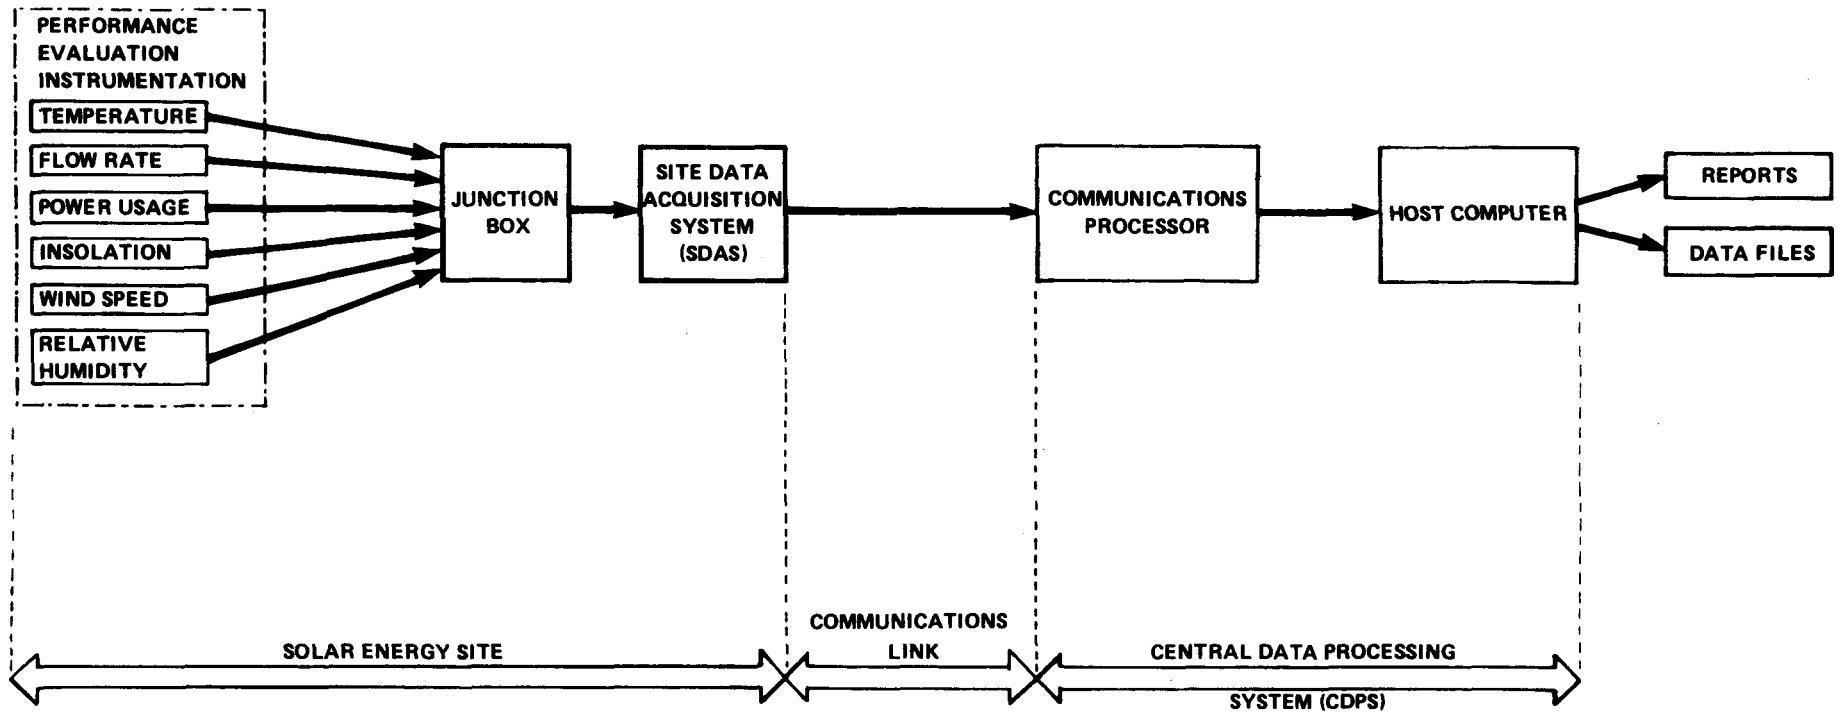 PERFORMANCE
EVALUATION
INSTRUMENTATION
TEMPERATURE
FLOW RATE
POWER USAGE
INSOLATION
WIND SPEED
RELATIVE
HUMIDITY
JUNCTION
BOX
SITE DATA
ACQUISITION
SYSTEM
(SDAS)
COMMUNICATIONS
PROCESSOR
HOST COMPUTER
REPORTS
DATA FILES
SOLAR ENERGY SITE
COMMUNICATIONS
LINK
CENTRAL DATA PROCESSING
SYSTEM (CDPS)